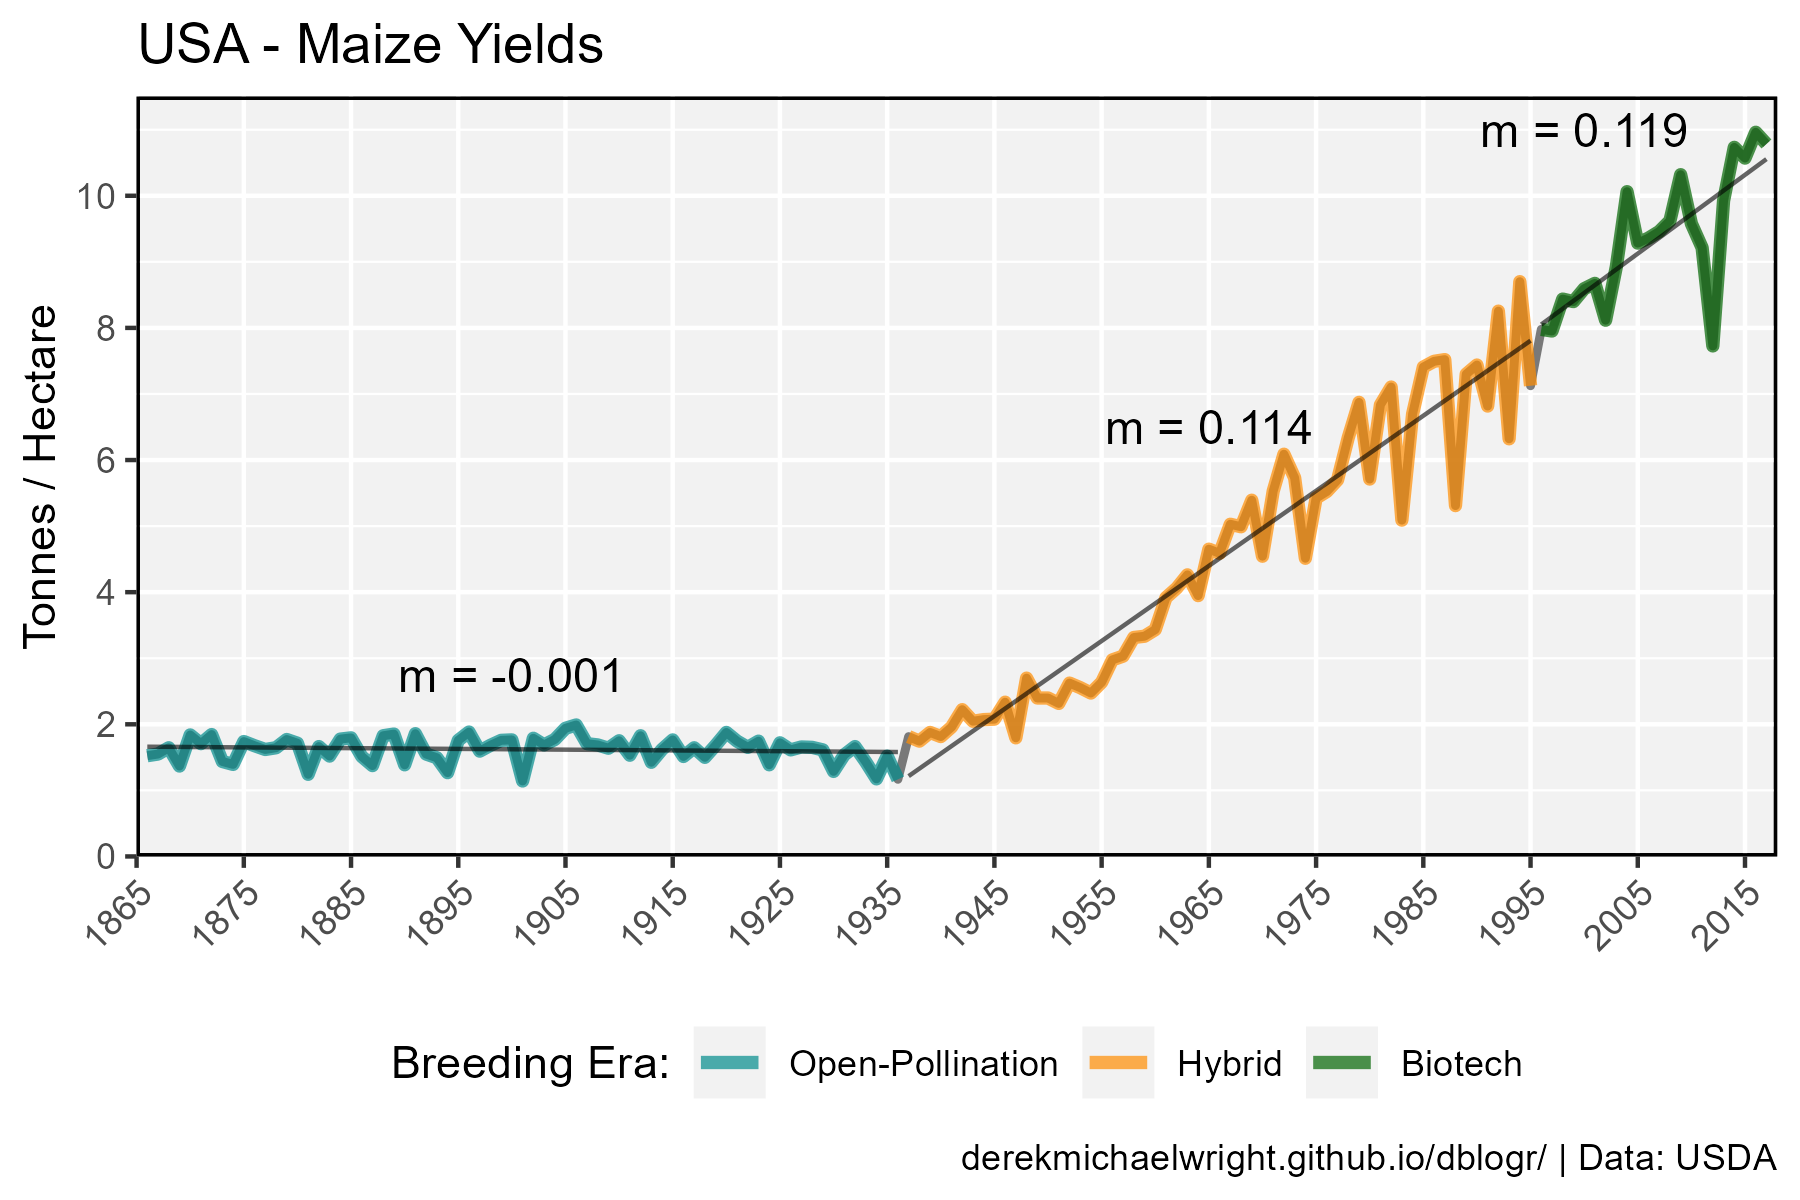 USA - Maize Yields
m = 0.119
m = 0.114
m = -0.001
Tonnes / Hectare
10
8
6
4
2
0
1865 1875 1885 1895 1905 1915 1925 1935 1945 1955 1965 1975 1985 1995 2005 2015
Breeding Era: Open-Pollination Hybrid Biotech
derekmichaelwright.github.io/dblogr/ | Data: USDA